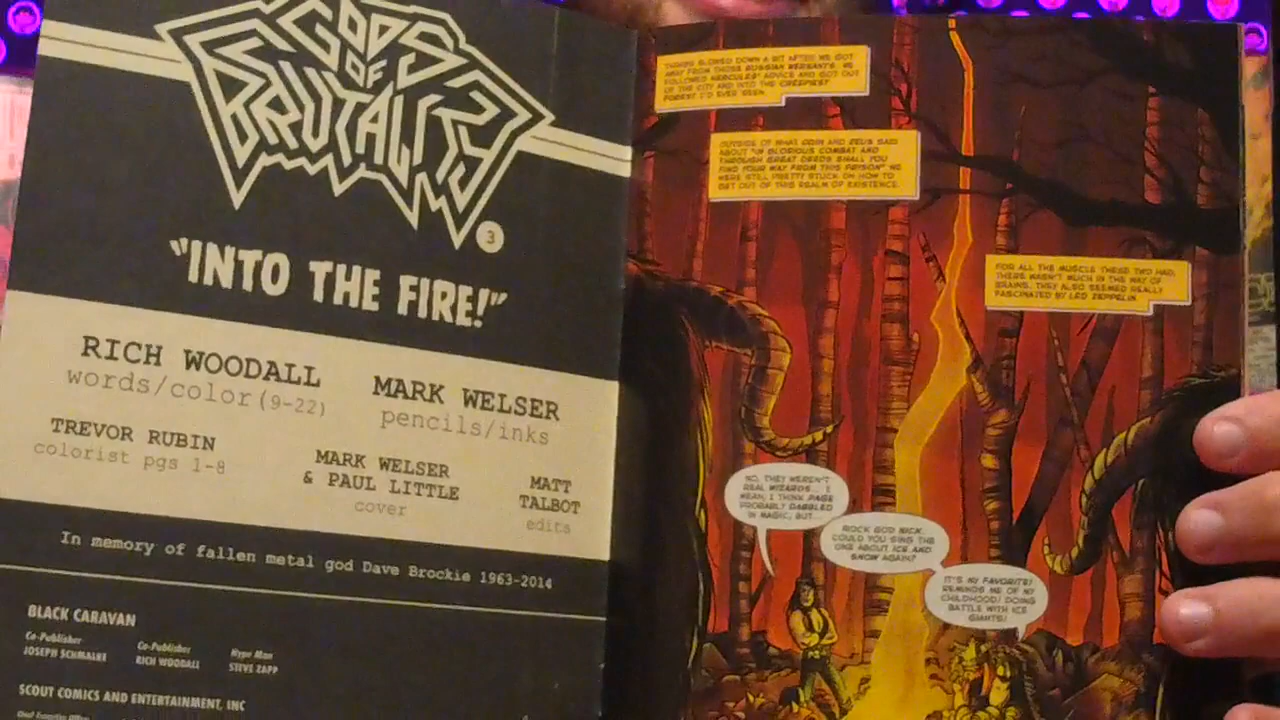 GODS
OF
BRUTALITY
3
"INTO THE FIRE!"
RICH WOODALL
words/color (9-22)
MARK WELSER
pencils/inks
TREVOR RUBIN
colorist pgs 1-8
MARK WELSER
& PAUL LITTLE
cover
MATT
TALBOT
edits
In memory of fallen metal god Dave Brockie 1963-2014
BLACK CARAVAN
Co-Publisher
JOSEPH SCHMALKE
Co-Publisher
RICH WOODALL
Hype Man
STEVE ZAPP
SCOUT COMICS AND ENTERTAINMENT, INC
THINGS SLOWED DOWN A BIT AFTER WE GOT
AWAY FROM THOSE RUSSIAN WEREANTS. WE
FOLLOWED HERCULES' ADVICE AND GOT OUT
OF THE CITY AND INTO THE CREEPIEST
FOREST I'D EVER SEEN.
OUTSIDE OF WHAT ODIN AND ZEUS SAID
ABOUT "IN GLORIOUS COMBAT AND
THROUGH GREAT DEEDS SHALL YOU
FIND YOUR WAY FROM THIS PRISON" WE
WERE STILL PRETTY STUCK ON HOW TO
GET OUT OF THIS REALM OF EXISTENCE.
FOR ALL THE MUSCLE THESE TWO HAD,
THERE WASN'T MUCH IN THE WAY OF
BRAINS. THEY ALSO SEEMED REALLY
FASCINATED BY LED ZEPPELIN.
NO, THEY WEREN'T
REAL WIZARDS... I
MEAN, I THINK PAGE
PROBABLY DABBLED
IN MAGIC, BUT...
ROCK GOD NICK,
COULD YOU SING THE
ONE ABOUT ICE AND
SNOW AGAIN?
IT'S MY FAVORITE!
REMINDS ME OF MY
CHILDHOOD! DOING
BATTLE WITH ICE
GIANTS!